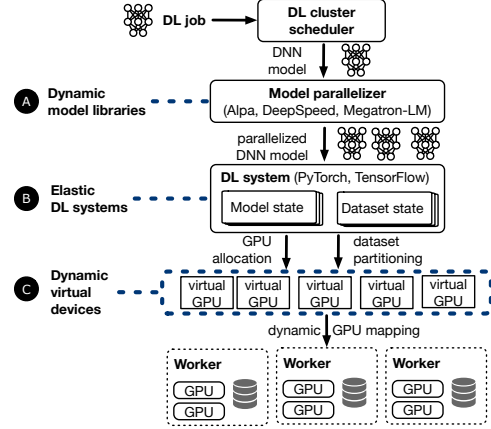 DL job
DL cluster
scheduler
DNN
model
A
Dynamic
model libraries
Model parallelizer
(Alpa, DeepSpeed, Megatron-LM)
parallelized
DNN model
B
Elastic
DL systems
DL system (PyTorch, TensorFlow)
Model state
Dataset state
GPU
allocation
dataset
partitioning
C
Dynamic
virtual
devices
virtual
GPU
virtual
GPU
virtual
GPU
virtual
GPU
virtual
GPU
dynamic GPU mapping
Worker
GPU
GPU
Worker
GPU
GPU
Worker
GPU
GPU